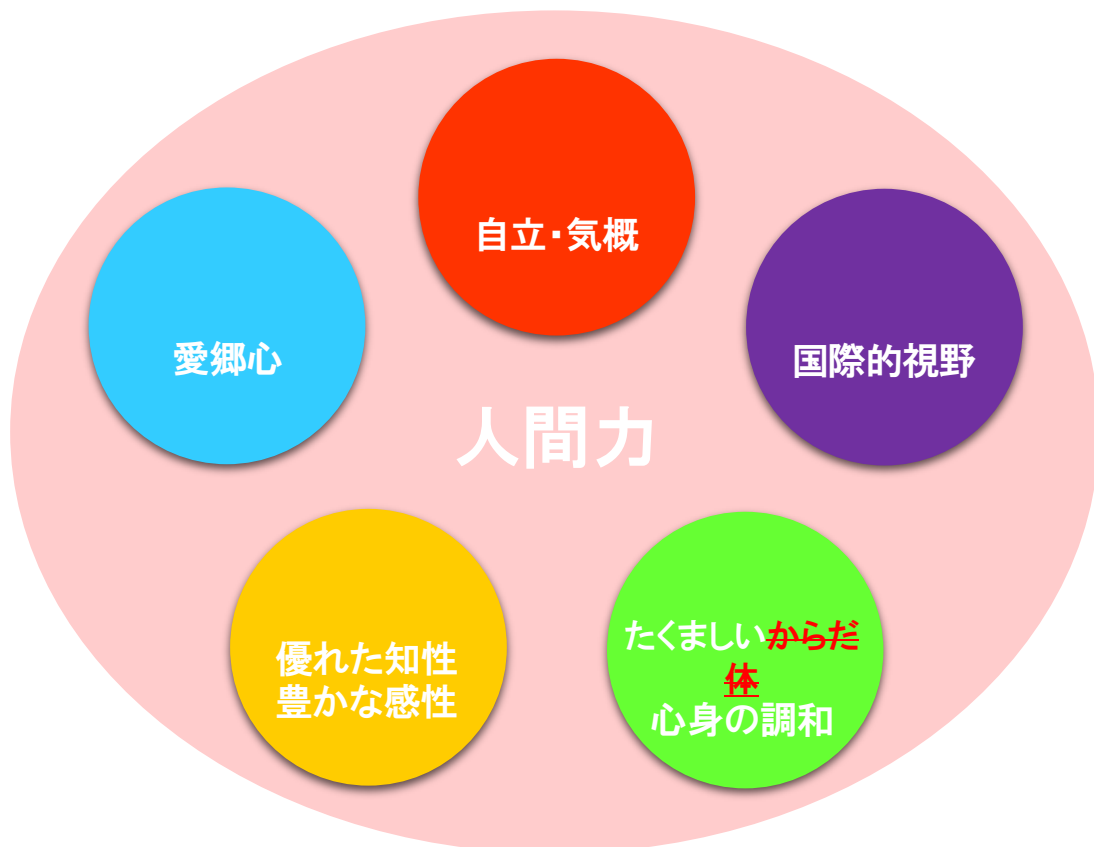 自立・気概
愛郷心
国際的視野
人間力
優れた知性
豊かな感性
たくましいからだ
体
心身の調和